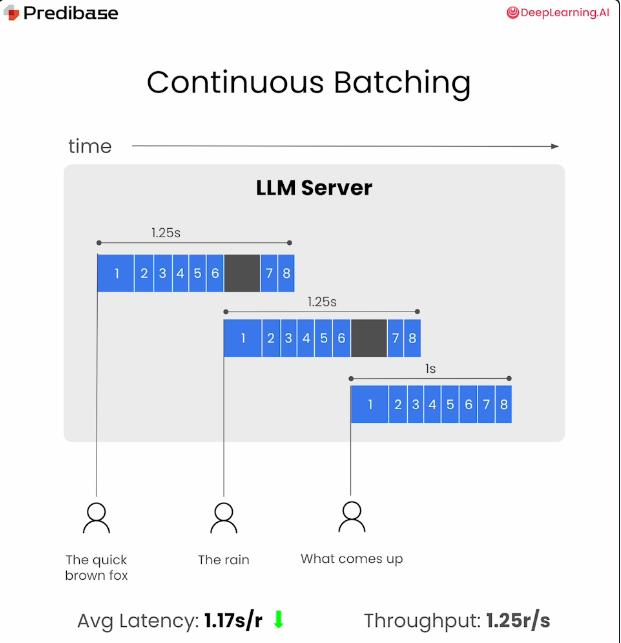 Predibase
DeepLearning.AI
Continuous Batching
time
LLM Server
1.25s
1 2 3 4 5 6 7 8
1.25s
1 2 3 4 5 6 7 8
1s
1 2 3 4 5 6 7 8
The quick
brown fox
The rain
What comes up
Avg Latency: 1.17s/r
Throughput: 1.25r/s